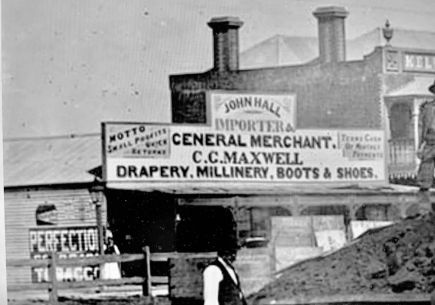 KEL
JOHN HALL
IMPORTER &
MOTTO
SMALL PROFITS
QUICK
RETURNS
GENERAL MERCHANT.
C.C. MAXWELL
TERMS CASH
OR MONTHLY
PAYMENTS
DRAPERY, MILLINERY, BOOTS & SHOES.
PERFECTION
TOBACCO